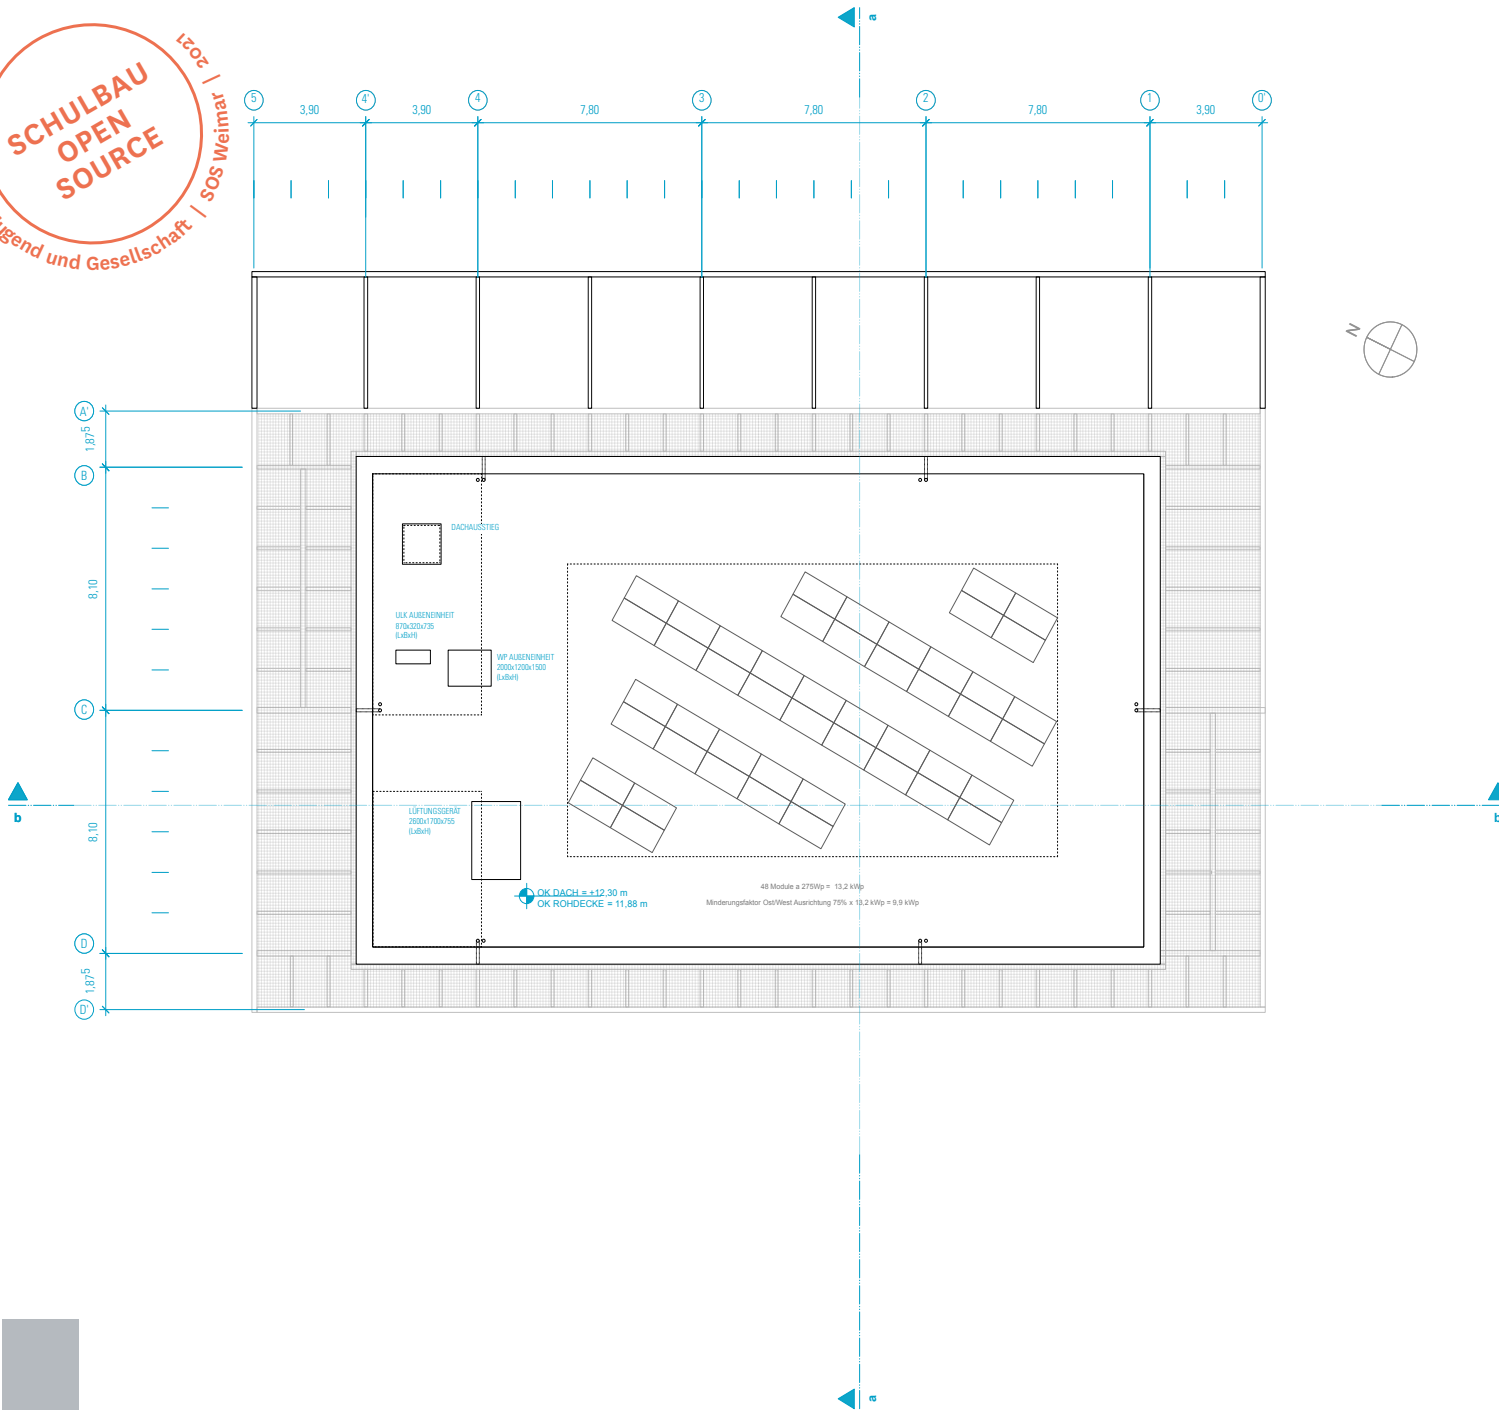 a
SCHULBAU
OPEN
SOURCE
ugend und Gesellschaft | SOS Weimar | 2021
5 4' 4 3 2 1 0'
3,90 3,90 7,80 7,80 7,80 3,90
N
A'
1,87⁵
B
8,10
C
8,10
D
1,87⁵
D'
DACHAUSSTIEG
ULK AUßENEINHEIT
870x320x735
(LxBxH)
WP AUßENEINHEIT
2000x1200x1500
(LxBxH)
LÜFTUNGSGERÄT
2600x1700x755
(LxBxH)
b
b
OK DACH = +12,30 m
OK ROHDECKE = 11,88 m
48 Module a 275Wp = 13,2 kWp
Minderungsfaktor Ost/West Ausrichtung 75% x 13,2 kWp = 9,9 kWp
a